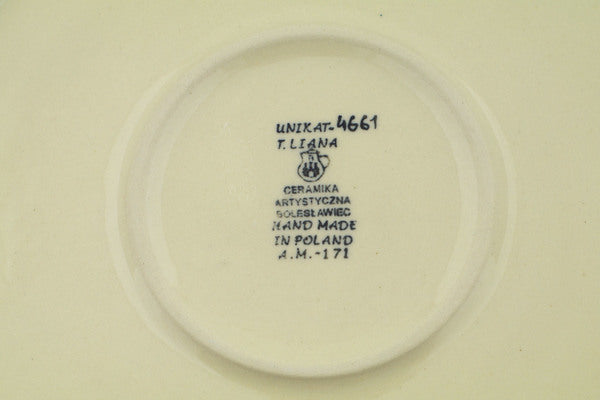 UNIKAT-4661
T. LIANA
CERAMIKA
ARTYSTYCZNA
BOLESŁAWIEC
HAND MADE
IN POLAND
A.M.-171